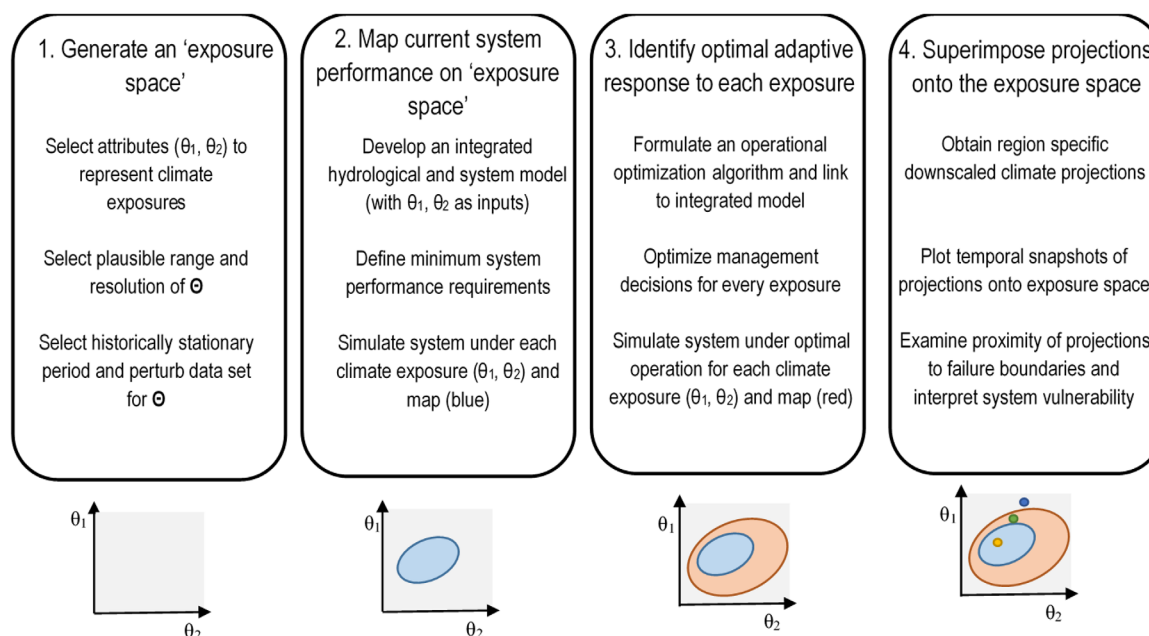 1. Generate an ‘exposure
space’
Select attributes (θ₁, θ₂) to
represent climate
exposures
Select plausible range and
resolution of Θ
Select historically stationary
period and perturb data set
for Θ
2. Map current system
performance on ‘exposure
space’
Develop an integrated
hydrological and system model
(with θ₁, θ₂ as inputs)
Define minimum system
performance requirements
Simulate system under each
climate exposure (θ₁, θ₂) and
map (blue)
3. Identify optimal adaptive
response to each exposure
Formulate an operational
optimization algorithm and link
to integrated model
Optimize management
decisions for every exposure
Simulate system under optimal
operation for each climate
exposure (θ₁, θ₂) and map (red)
4. Superimpose projections
onto the exposure space
Obtain region specific
downscaled climate projections
Plot temporal snapshots of
projections onto exposure space
Examine proximity of projections
to failure boundaries and
interpret system vulnerability
θ₁
θ₂
θ₁
θ₂
θ₁
θ₂
θ₁
θ₂